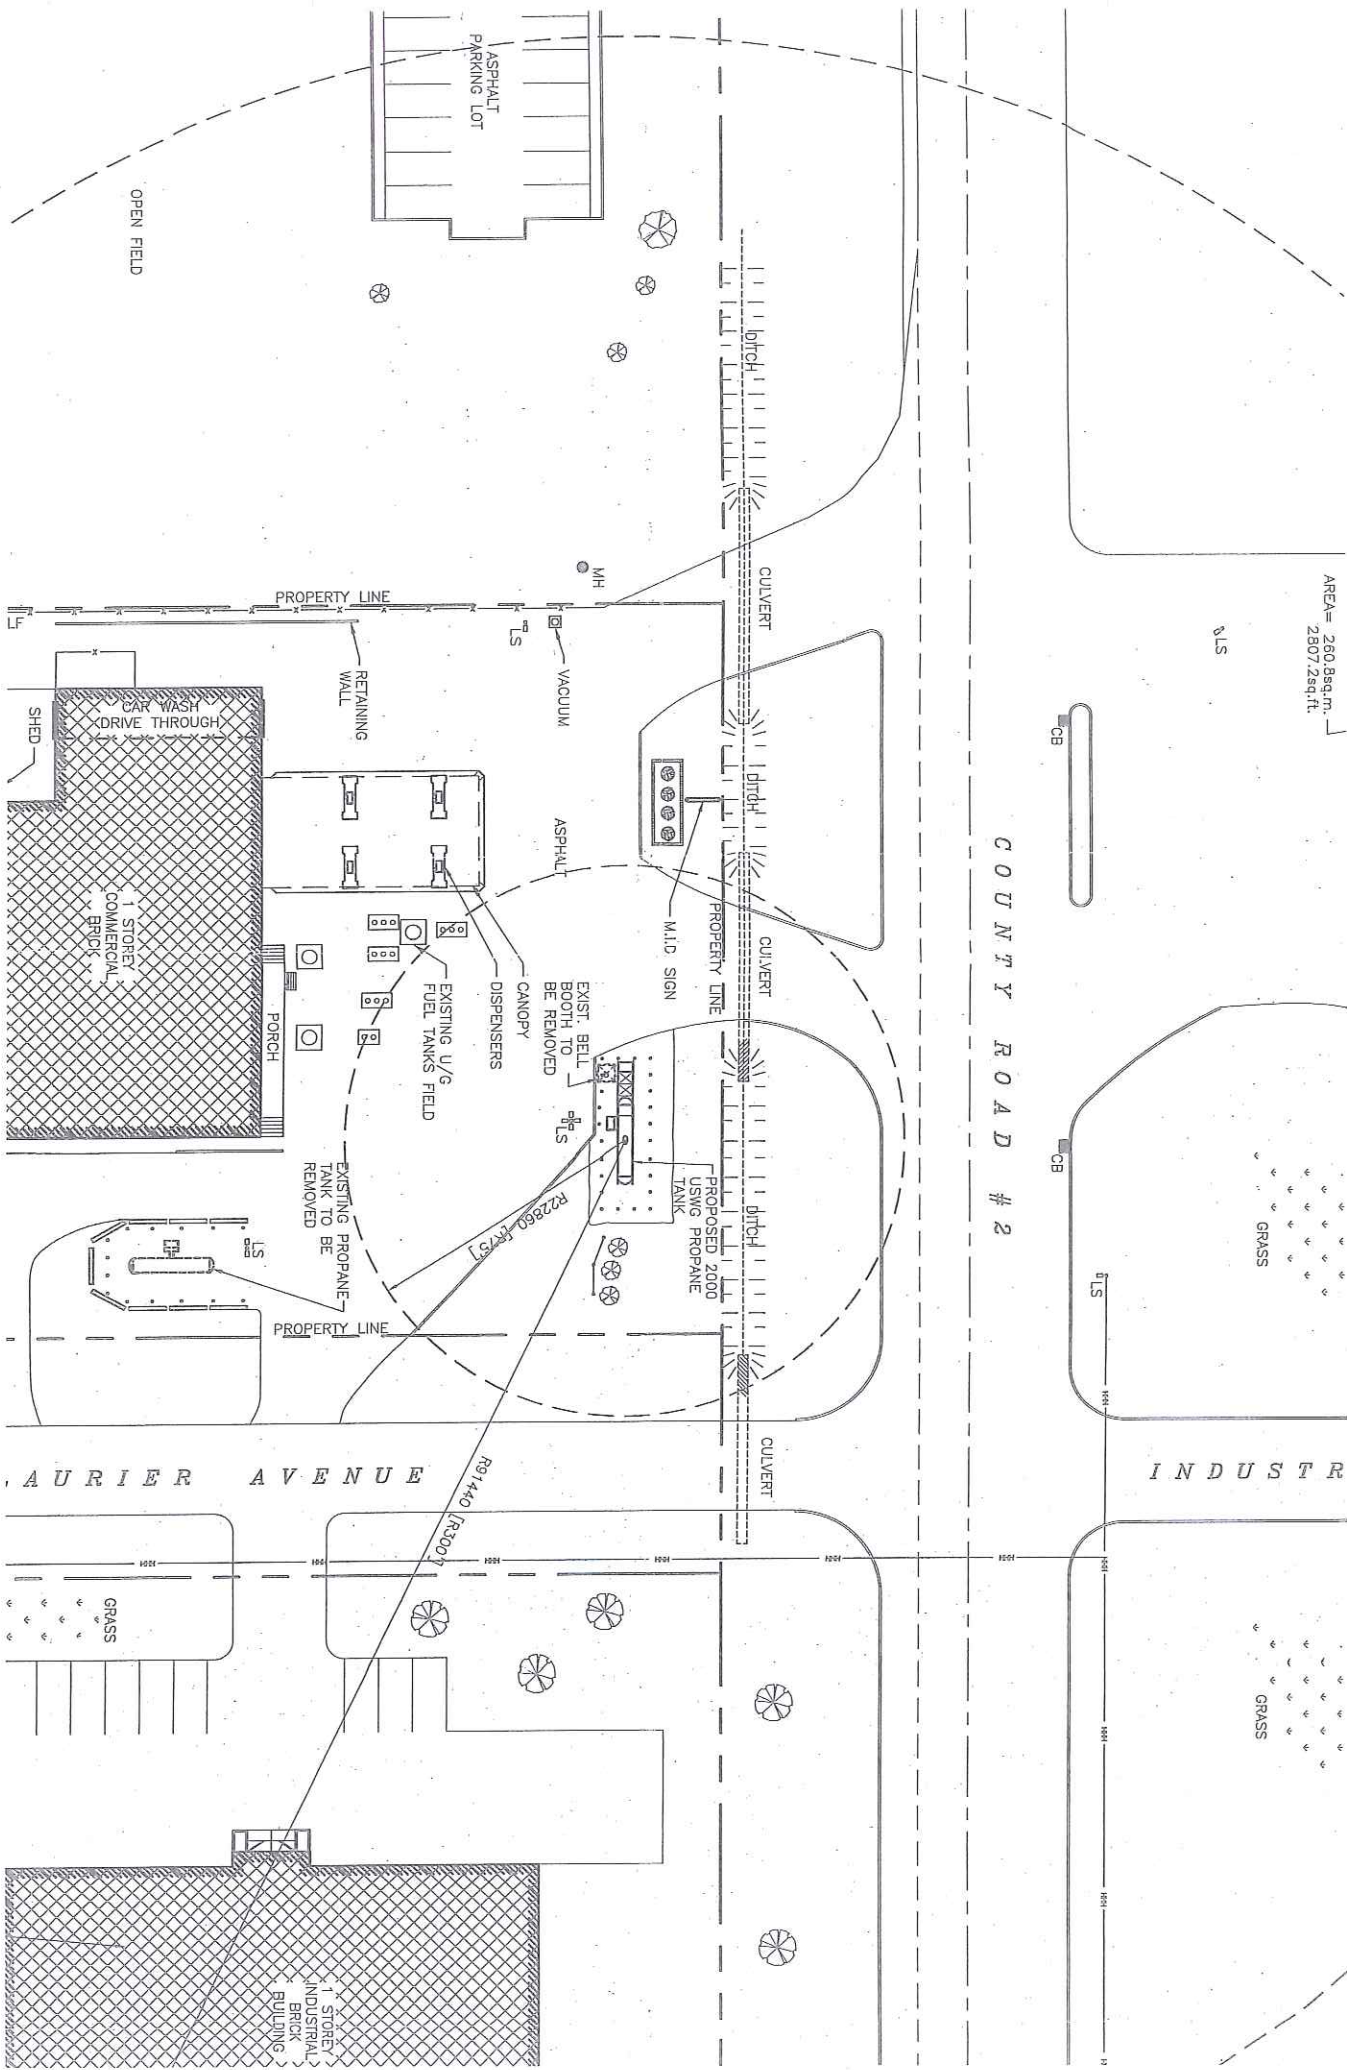 ASPHALT
PARKING LOT
OPEN FIELD
DITCH
AREA= 260.8sq.m.
2807.2sq.ft.
LS
CB
CULVERT
MH
PROPERTY LINE
LF
LS
VACUUM
RETAINING
WALL
CAR WASH
DRIVE THROUGH
SHED
DITCH
ASPHALT
M.I.D SIGN
PROPERTY LINE
CULVERT
1 STOREY
COMMERCIAL
BRICK
CANOPY
DISPENSERS
EXISTING U/G
FUEL TANKS FIELD
EXIST. BELL
BOOTH TO
BE REMOVED
PORCH
LS
COUNTY ROAD #2
CB
GRASS
PROPOSED 2000
USWG PROPANE
TANK
DITCH
R22860 [R75']
EXISTING PROPANE
TANK TO BE
REMOVED
LS
PROPERTY LINE
LS
CULVERT
AURIER AVENUE
INDUSTR
R91440 [R300']
GRASS
GRASS
1 STOREY
INDUSTRIAL
BRICK
BUILDING